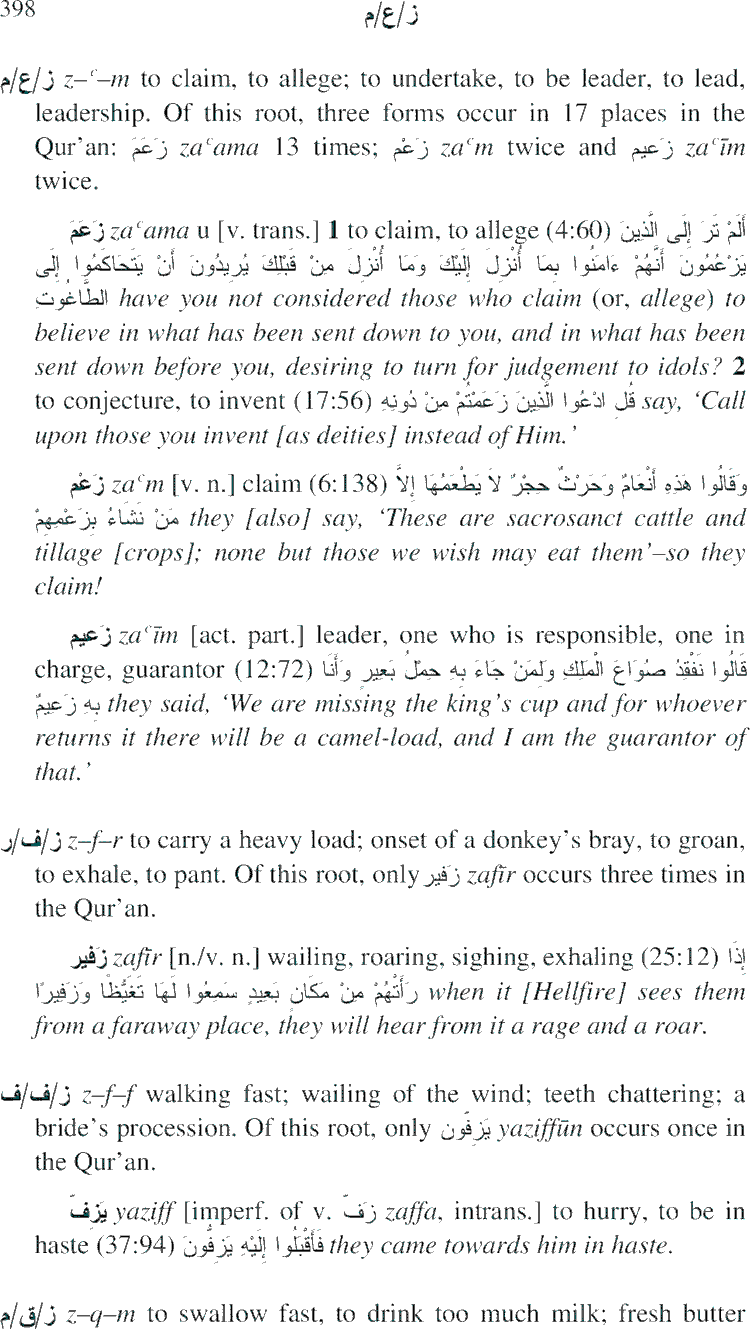 398
ز/ع/م
ز/ع/م z–ʿ–m to claim, to allege; to undertake, to be leader, to lead,
leadership. Of this root, three forms occur in 17 places in the
Qur’an: زَعَمَ zaʿama 13 times; زَعْم zaʿm twice and زَعيم zaʿīm
twice.
زَعَمَ zaʿama u [v. trans.] 1 to claim, to allege (4:60) أَلَمْ تَرَ إِلَى الَّذِينَ
يَزْعُمُونَ أَنَّهُمْ ءَامَنُوا بِمَا أُنْزِلَ إِلَيْكَ وَمَا أُنْزِلَ مِنْ قَبْلِكَ يُرِيدُونَ أَنْ يَتَحَاكَمُوا إِلَى
الطَّاغُوتِ have you not considered those who claim (or, allege) to
believe in what has been sent down to you, and in what has been
sent down before you, desiring to turn for judgement to idols? 2
to conjecture, to invent (17:56) قُلِ ادْعُوا الَّذِينَ زَعَمْتُمْ مِنْ دُونِهِ say, ‘Call
upon those you invent [as deities] instead of Him.’
زَعْم zaʿm [v. n.] claim (6:138) وَقَالُوا هَذِهِ أَنْعَامٌ وَحَرْثٌ حِجْرٌ لاَ يَطْعَمُهَا إِلاَّ
مَنْ نَشَاءُ بِزَعْمِهِمْ they [also] say, ‘These are sacrosanct cattle and
tillage [crops]; none but those we wish may eat them’–so they
claim!
زَعيم zaʿīm [act. part.] leader, one who is responsible, one in
charge, guarantor (12:72) قَالُوا نَفْقِدُ صُوَاعَ الْمَلِكِ وَلِمَنْ جَاءَ بِهِ حِمْلُ بَعِيرٍ وَأَنَا
بِهِ زَعِيمٌ they said, ‘We are missing the king’s cup and for whoever
returns it there will be a camel-load, and I am the guarantor of
that.’
ز/ف/ر z–f–r to carry a heavy load; onset of a donkey’s bray, to groan,
to exhale, to pant. Of this root, only زَفير zafīr occurs three times in
the Qur’an.
زَفير zafīr [n./v. n.] wailing, roaring, sighing, exhaling (25:12) إِذَا
رَأَتْهُمْ مِنْ مَكَانٍ بَعِيدٍ سَمِعُوا لَهَا تَغَيُّظًا وَزَفِيرًا when it [Hellfire] sees them
from a faraway place, they will hear from it a rage and a roar.
ز/ف/ف z–f–f walking fast; wailing of the wind; teeth chattering; a
bride’s procession. Of this root, only يَزِفّون yaziffūn occurs once in
the Qur’an.
يَزِفّ yaziff [imperf. of v. زَفّ zaffa, intrans.] to hurry, to be in
haste (37:94) فَأَقْبَلُوا إِلَيْهِ يَزِفُّونَ they came towards him in haste.
ز/ق/م z–q–m to swallow fast, to drink too much milk; fresh butter